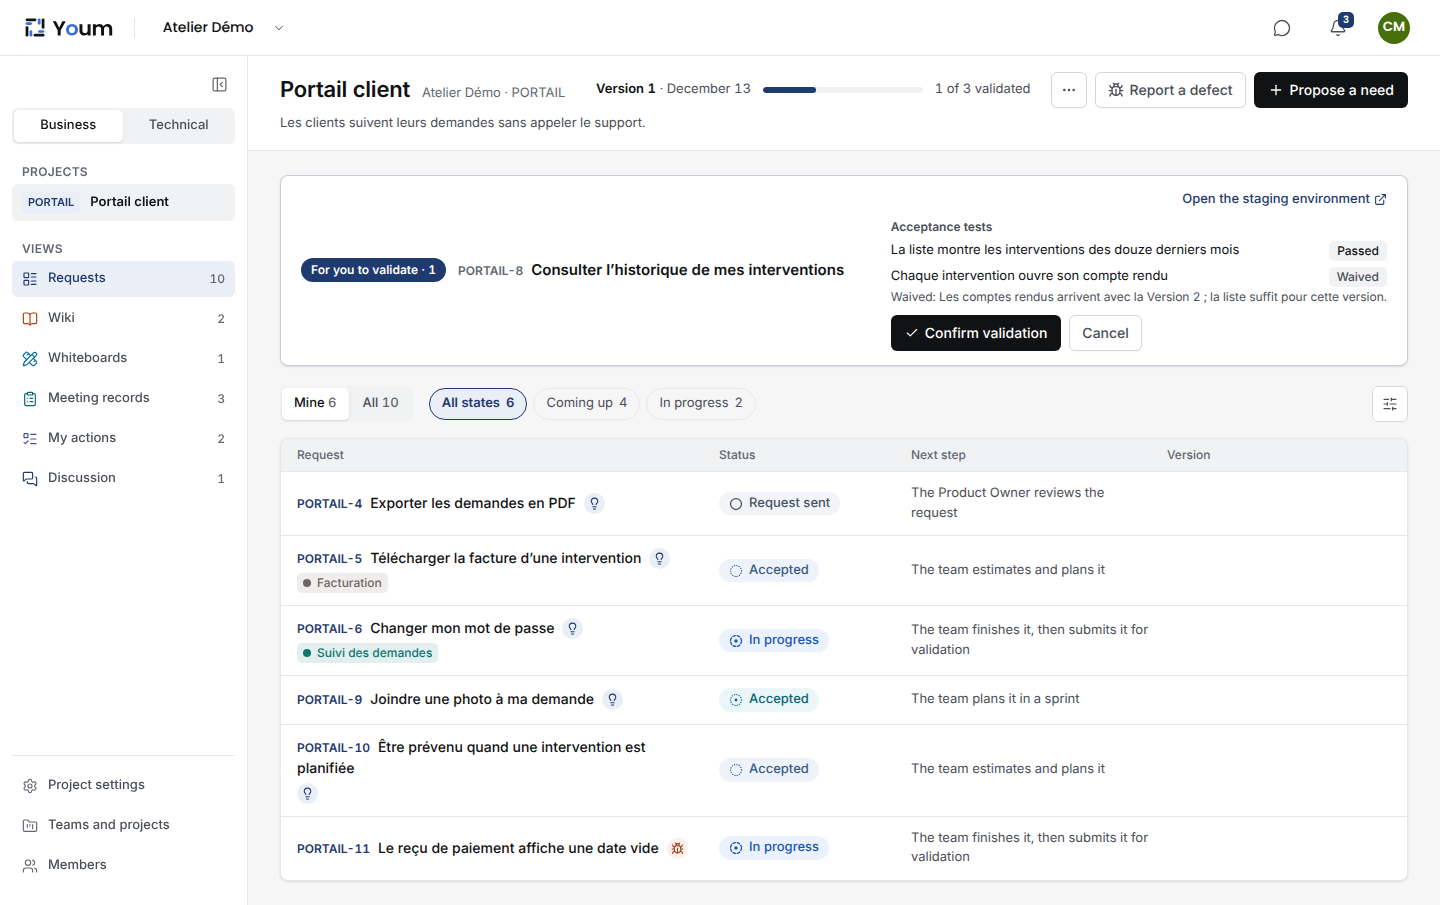 Youm
Atelier Démo
3
CM
Business
Technical
PROJECTS
PORTAIL Portail client
VIEWS
Requests 10
Wiki 2
Whiteboards 1
Meeting records 3
My actions 2
Discussion 1
Project settings
Teams and projects
Members
Portail client Atelier Démo · PORTAIL
Version 1 · December 13
1 of 3 validated
Report a defect
Propose a need
Les clients suivent leurs demandes sans appeler le support.
Open the staging environment
For you to validate · 1 PORTAIL-8 Consulter l’historique de mes interventions
Acceptance tests
La liste montre les interventions des douze derniers mois Passed
Chaque intervention ouvre son compte rendu Waived
Waived: Les comptes rendus arrivent avec la Version 2 ; la liste suffit pour cette version.
Confirm validation
Cancel
Mine 6
All 10
All states 6
Coming up 4
In progress 2
Request Status Next step Version
PORTAIL-4 Exporter les demandes en PDF
Request sent
The Product Owner reviews the
request
PORTAIL-5 Télécharger la facture d’une intervention
Facturation
Accepted
The team estimates and plans it
PORTAIL-6 Changer mon mot de passe
Suivi des demandes
In progress
The team finishes it, then submits it for
validation
PORTAIL-9 Joindre une photo à ma demande
Accepted
The team plans it in a sprint
PORTAIL-10 Être prévenu quand une intervention est
planifiée
Accepted
The team estimates and plans it
PORTAIL-11 Le reçu de paiement affiche une date vide
In progress
The team finishes it, then submits it for
validation